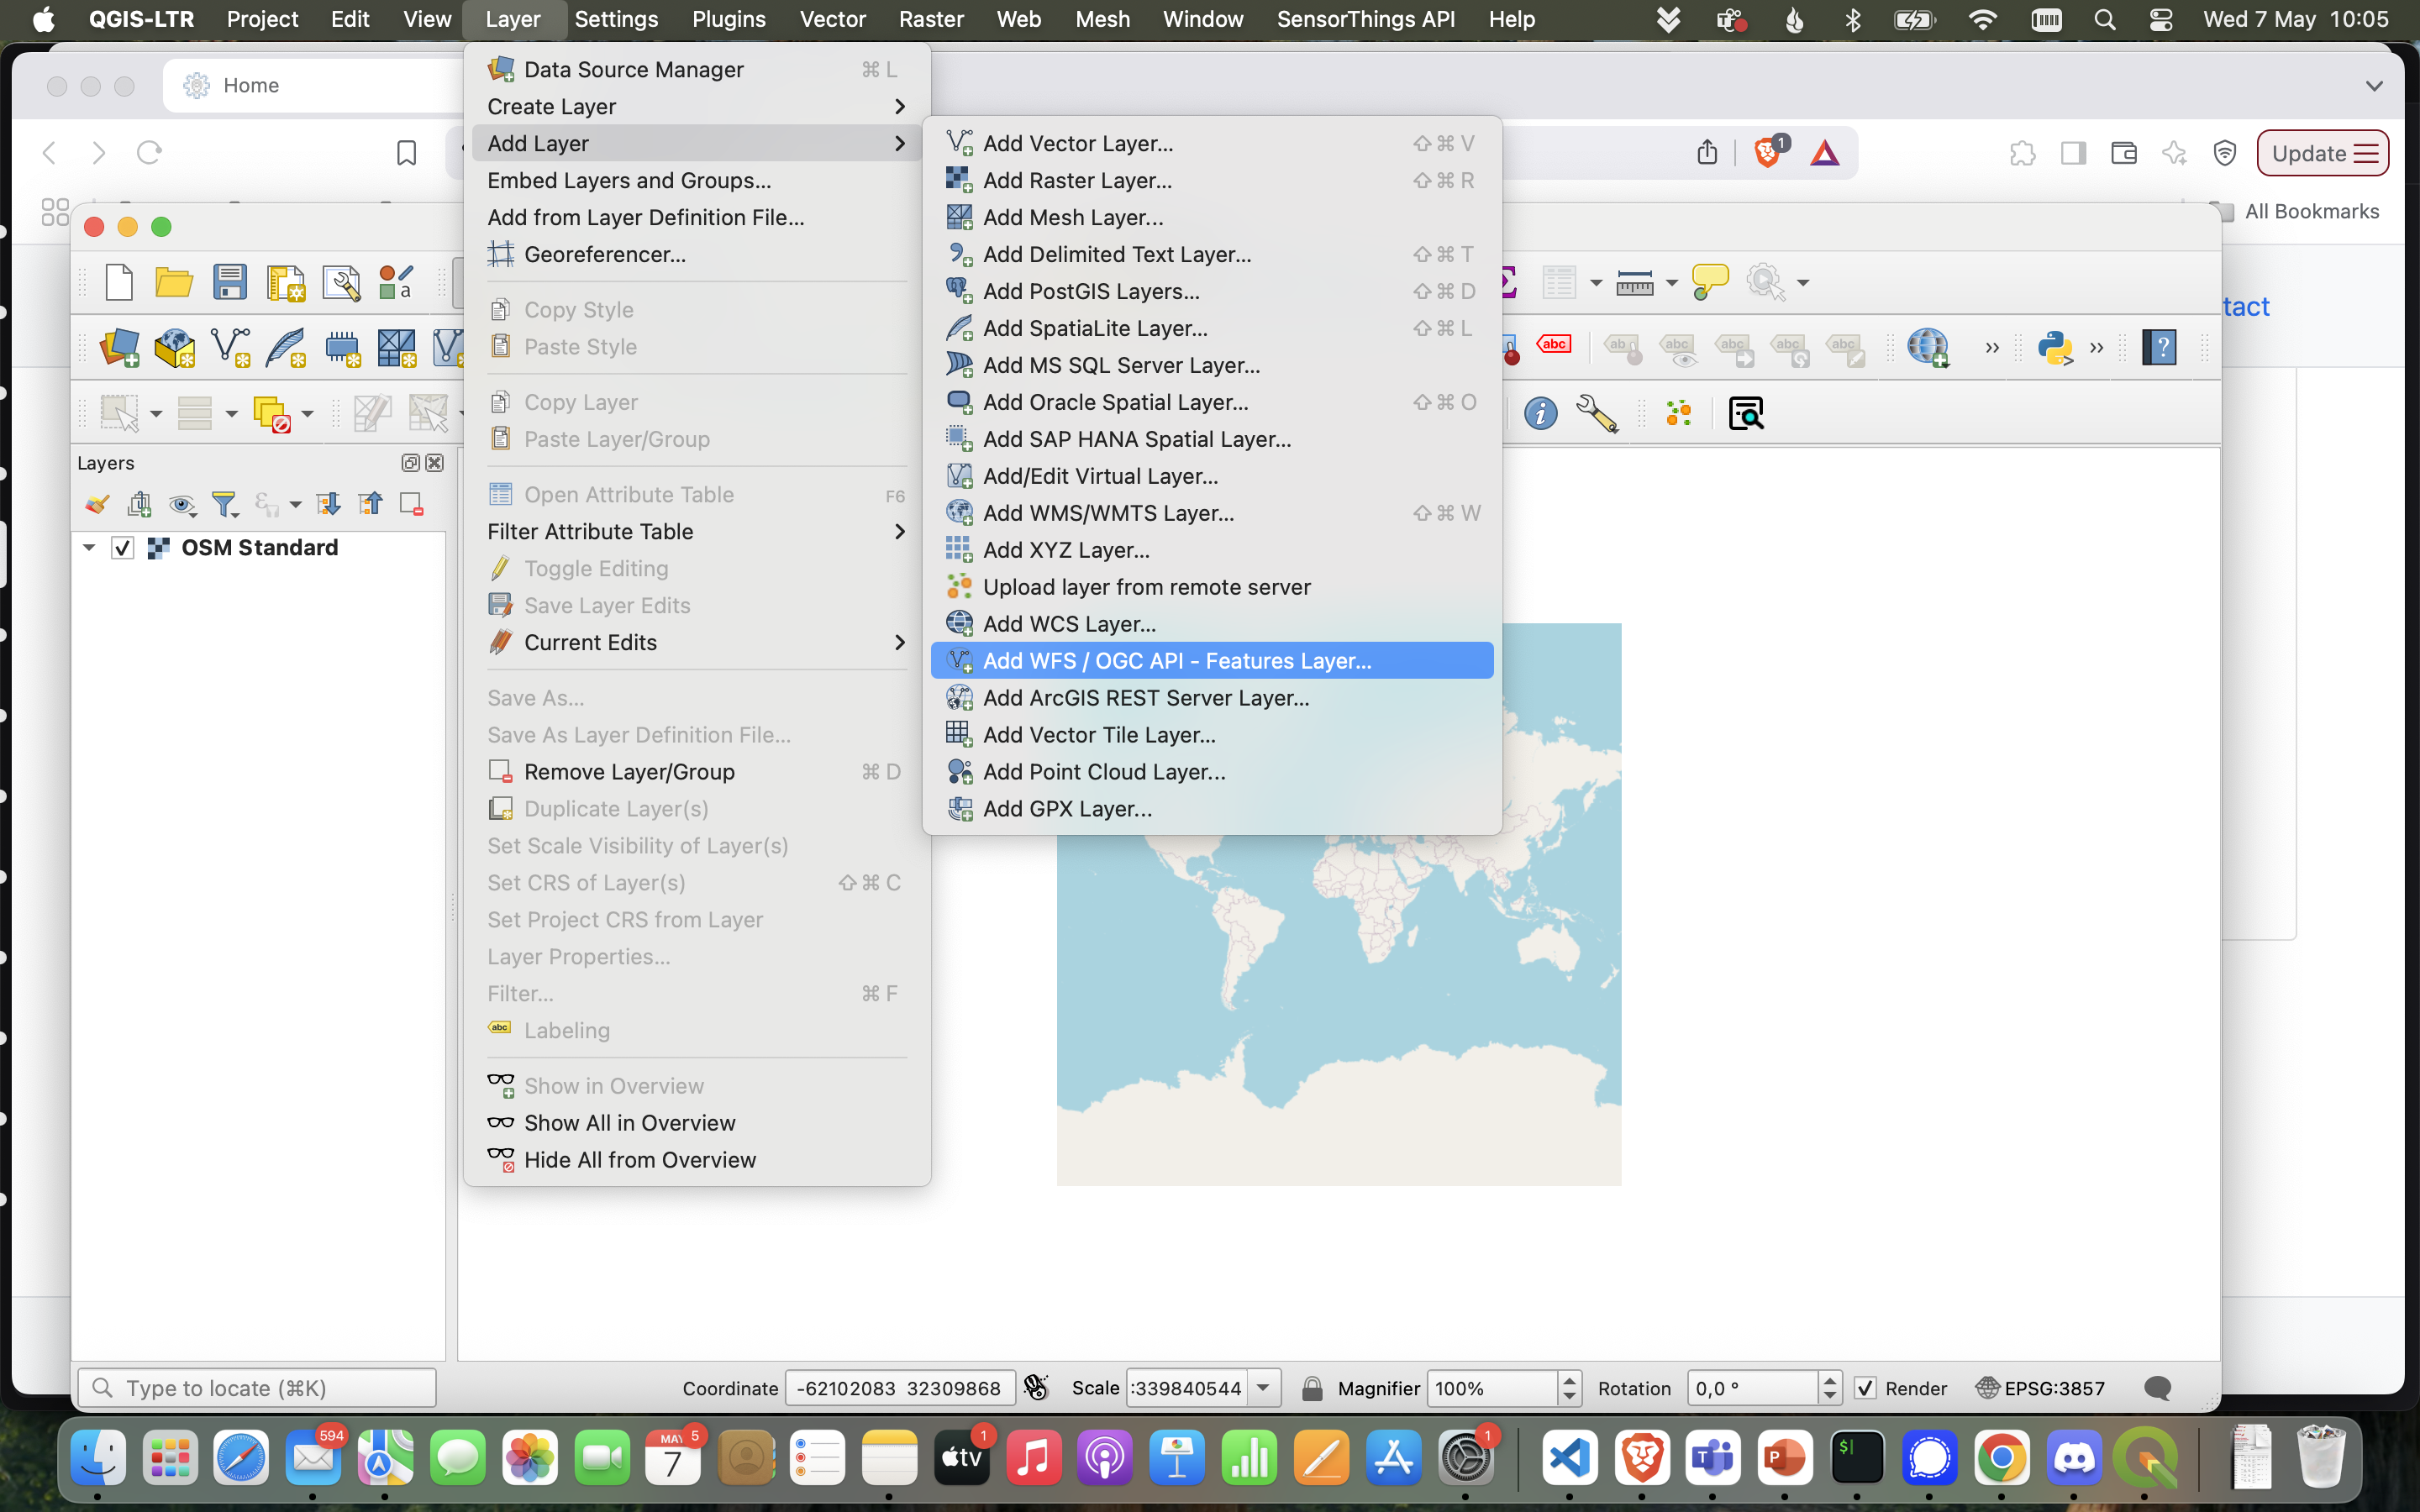 QGIS-LTR Project Edit View Layer Settings Plugins Vector Raster Web Mesh Window SensorThings API Help Wed 7 May 10:05
Home
Update
All Bookmarks
tact
Data Source Manager ⌘ L
Create Layer
Add Layer
Embed Layers and Groups...
Add from Layer Definition File...
Georeferencer...
Copy Style
Paste Style
Copy Layer
Paste Layer/Group
Open Attribute Table F6
Filter Attribute Table
Toggle Editing
Save Layer Edits
Current Edits
Save As...
Save As Layer Definition File...
Remove Layer/Group ⌘ D
Duplicate Layer(s)
Set Scale Visibility of Layer(s)
Set CRS of Layer(s) ⇧ ⌘ C
Set Project CRS from Layer
Layer Properties...
Filter... ⌘ F
Labeling
Show in Overview
Show All in Overview
Hide All from Overview
Add Vector Layer... ⇧ ⌘ V
Add Raster Layer... ⇧ ⌘ R
Add Mesh Layer...
Add Delimited Text Layer... ⇧ ⌘ T
Add PostGIS Layers... ⇧ ⌘ D
Add SpatiaLite Layer... ⇧ ⌘ L
Add MS SQL Server Layer...
Add Oracle Spatial Layer... ⇧ ⌘ O
Add SAP HANA Spatial Layer...
Add/Edit Virtual Layer...
Add WMS/WMTS Layer... ⇧ ⌘ W
Add XYZ Layer...
Upload layer from remote server
Add WCS Layer...
Add WFS / OGC API - Features Layer...
Add ArcGIS REST Server Layer...
Add Vector Tile Layer...
Add Point Cloud Layer...
Add GPX Layer...
Layers
OSM Standard
Type to locate (⌘K)
Coordinate -62102083 32309868 Scale :339840544 Magnifier 100% Rotation 0,0 ° Render EPSG:3857
594
MAY 5
7
tv 1
1